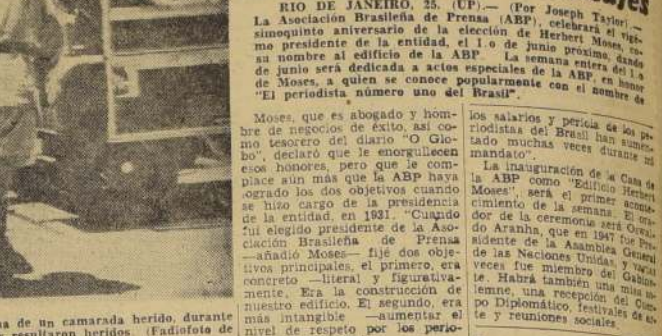 RIO DE JANEIRO, 25. (UP).— (Por Joseph Taylor).—
La Asociación Brasileña de Prensa (ABP), celebrará el vigé-
simoquinto aniversario de la elección de Herbert Moses, co-
mo presidente de la entidad, el 1.o de junio próximo, dando
su nombre al edificio de la ABP La semana entera del 1.o
de junio será dedicada a actos especiales de la ABP, en honor
de Moses, a quien se conoce popularmente con el nombre de
"El periodista número uno del Brasil".
Moses, que es abogado y hom-
bre de negocios de éxito, así co-
mo tesorero del diario "O Glo-
bo", declaró que le enorgullecen
esos honores, pero que le com-
place aún más que la ABP haya
logrado los dos objetivos cuando
se hizo cargo de la presidencia
de la entidad, en 1931. "Cuando
fui elegido presidente de la Aso-
ciación Brasileña de Prensa
—añadió Moses— fijé dos obje-
tivos principales, el primero, era
concreto —literal y figurativa-
mente. Era la construcción de
nuestro edificio. El segundo, era
más intangible —aumentar el
nivel de respeto por los perio-
los salarios y pericia de los pe-
riodistas del Brasil han aumen-
tado muchas veces durante mi
mandato".
La inauguración de la Casa de
la ABP como "Edificio Herbert
Moses", será el primer aconte-
cimiento de la semana. El ora-
dor de la ceremonia será Oswal-
do Aranha, que en 1947 fue Pre-
sidente de la Asamblea General
de las Naciones Unidas, y varias
veces fue miembro del Gabine-
te. Habrá también una misa so-
lemne, una recepción del Cuer-
po Diplomático, festivales de
te y reuniones sociales
de un camarada herido, durante
resultaron heridos. (Radiofoto de